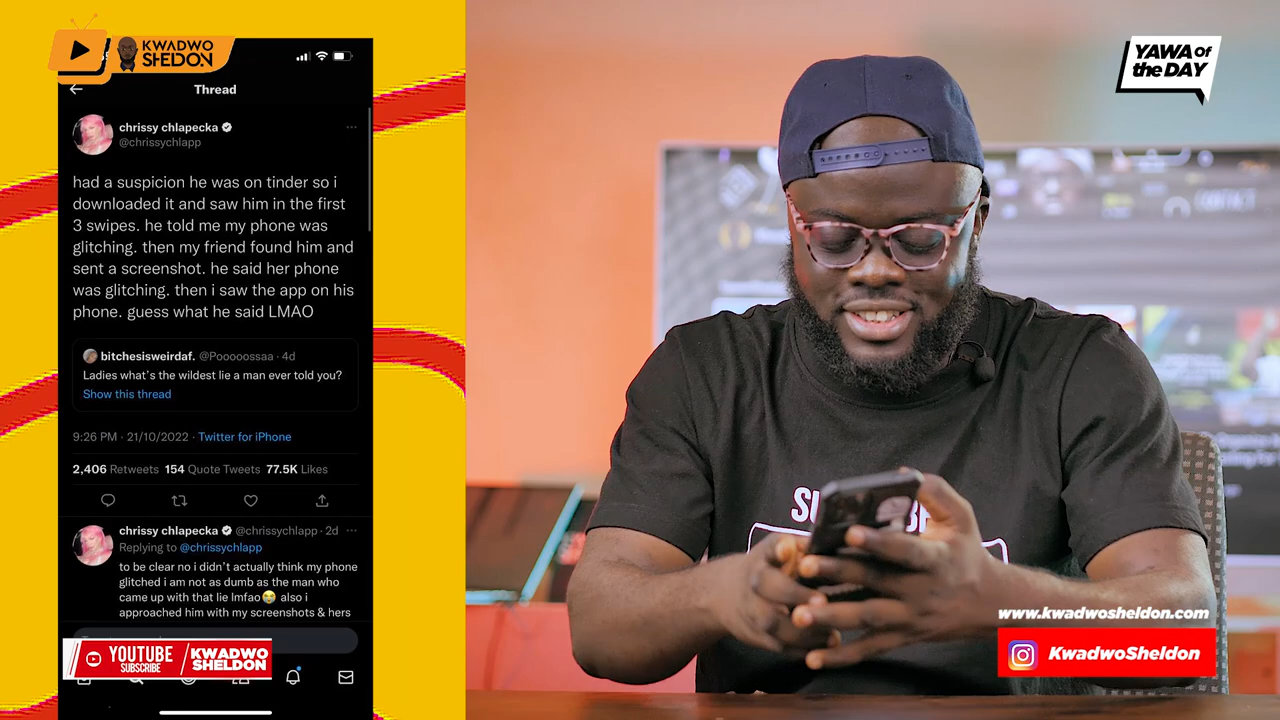 KWADWO
SHEDON
Thread
chrissy chlapecka
@chrissychlapp
had a suspicion he was on tinder so i
downloaded it and saw him in the first
3 swipes. he told me my phone was
glitching. then my friend found him and
sent a screenshot. he said her phone
was glitching. then i saw the app on his
phone. guess what he said LMAO
bitchesisweirdaf. @Pooooossaa · 4d
Ladies what's the wildest lie a man ever told you?
Show this thread
9:26 PM · 21/10/2022 · Twitter for iPhone
2,406 Retweets 154 Quote Tweets 77.5K Likes
chrissy chlapecka @chrissychlapp · 2d
Replying to @chrissychlapp
to be clear no i didn't actually think my phone
glitched i am not as dumb as the man who
came up with that lie lmfao😭 also i
approached him with my screenshots & hers
YOUTUBE
SUBSCRIBE
KWADWO
SHELDON
YAWA of
the DAY
CONTACT
www.kwadwosheldon.com
KwadwoSheldon